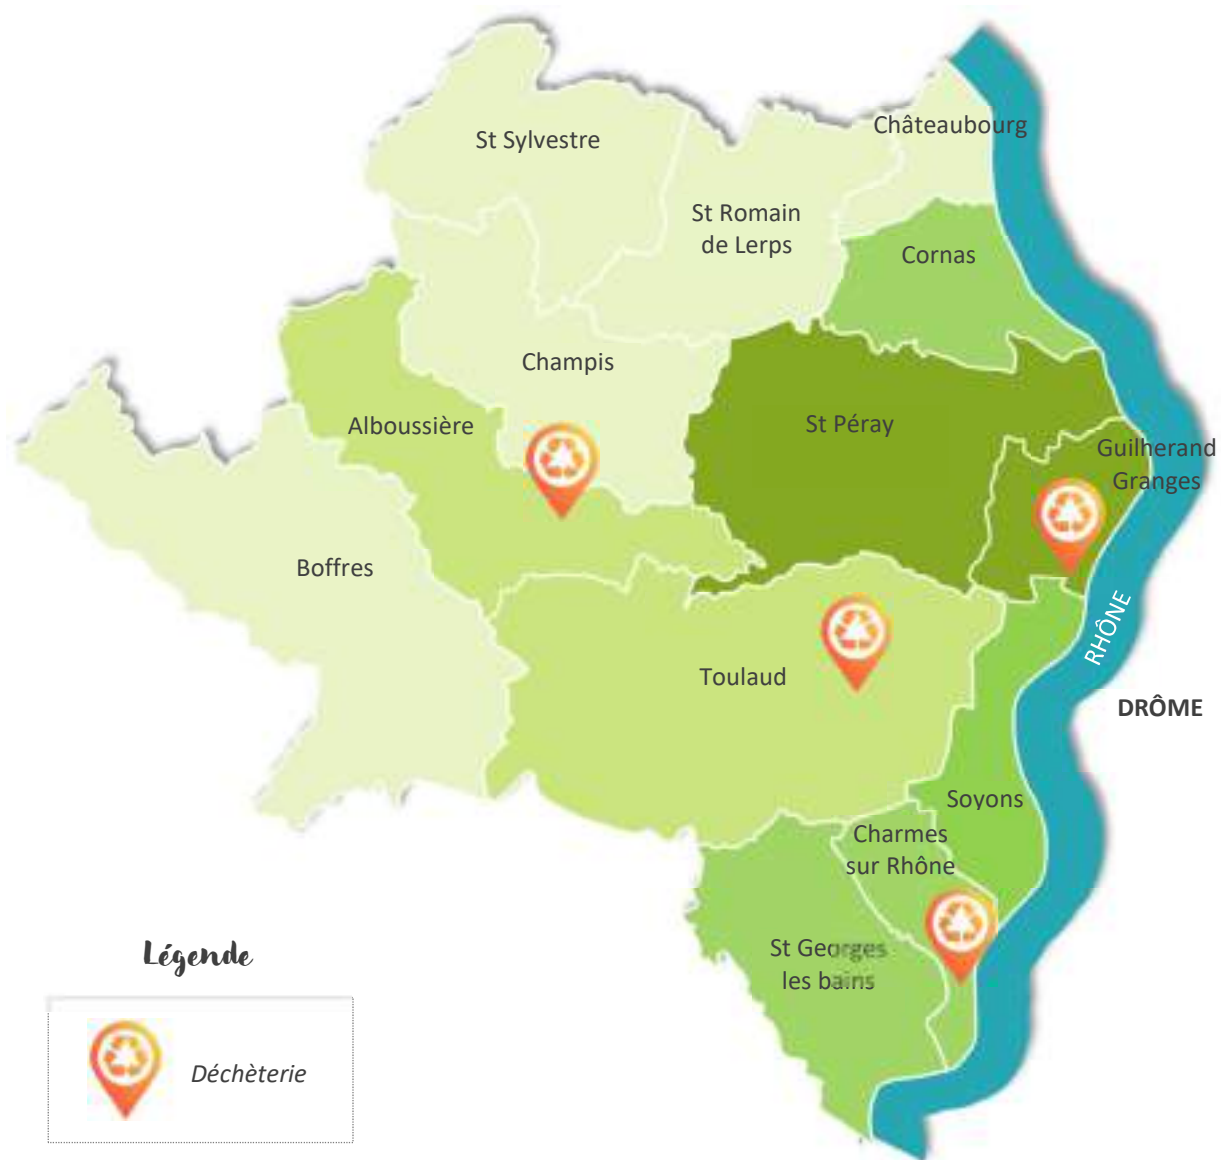 St Sylvestre
Châteaubourg
St Romain
de Lerps
Cornas
Champis
Alboussière
St Péray
Guilherand
Granges
Boffres
RHÔNE
Toulaud
DRÔME
Soyons
Charmes
sur Rhône
St Georges
les bains
Légende
Déchèterie